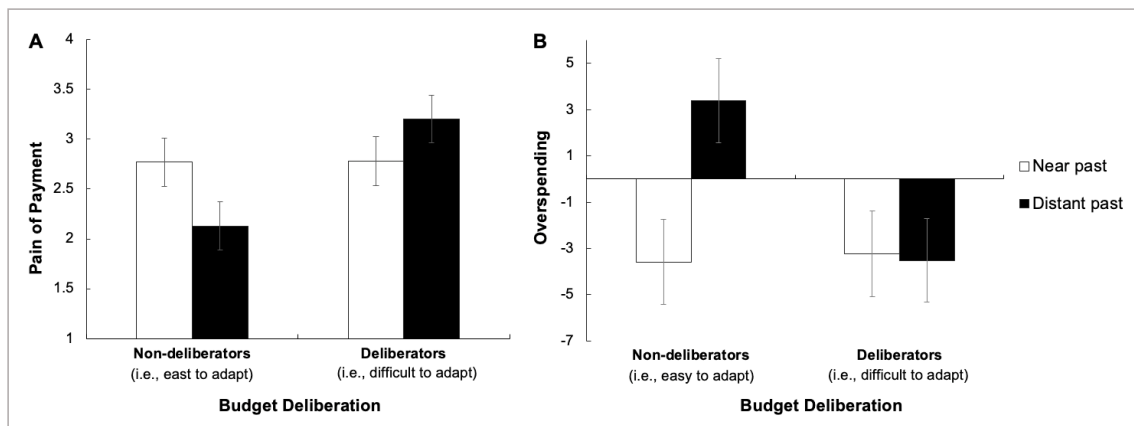 A
Pain of Payment
4
3.5
3
2.5
2
1.5
1
Non-deliberators
(i.e., east to adapt)
Deliberators
(i.e., difficult to adapt)
Budget Deliberation
B
Overspending
5
3
1
-1
-3
-5
-7
Non-deliberators
(i.e., easy to adapt)
Deliberators
(i.e., difficult to adapt)
Budget Deliberation
Near past
Distant past